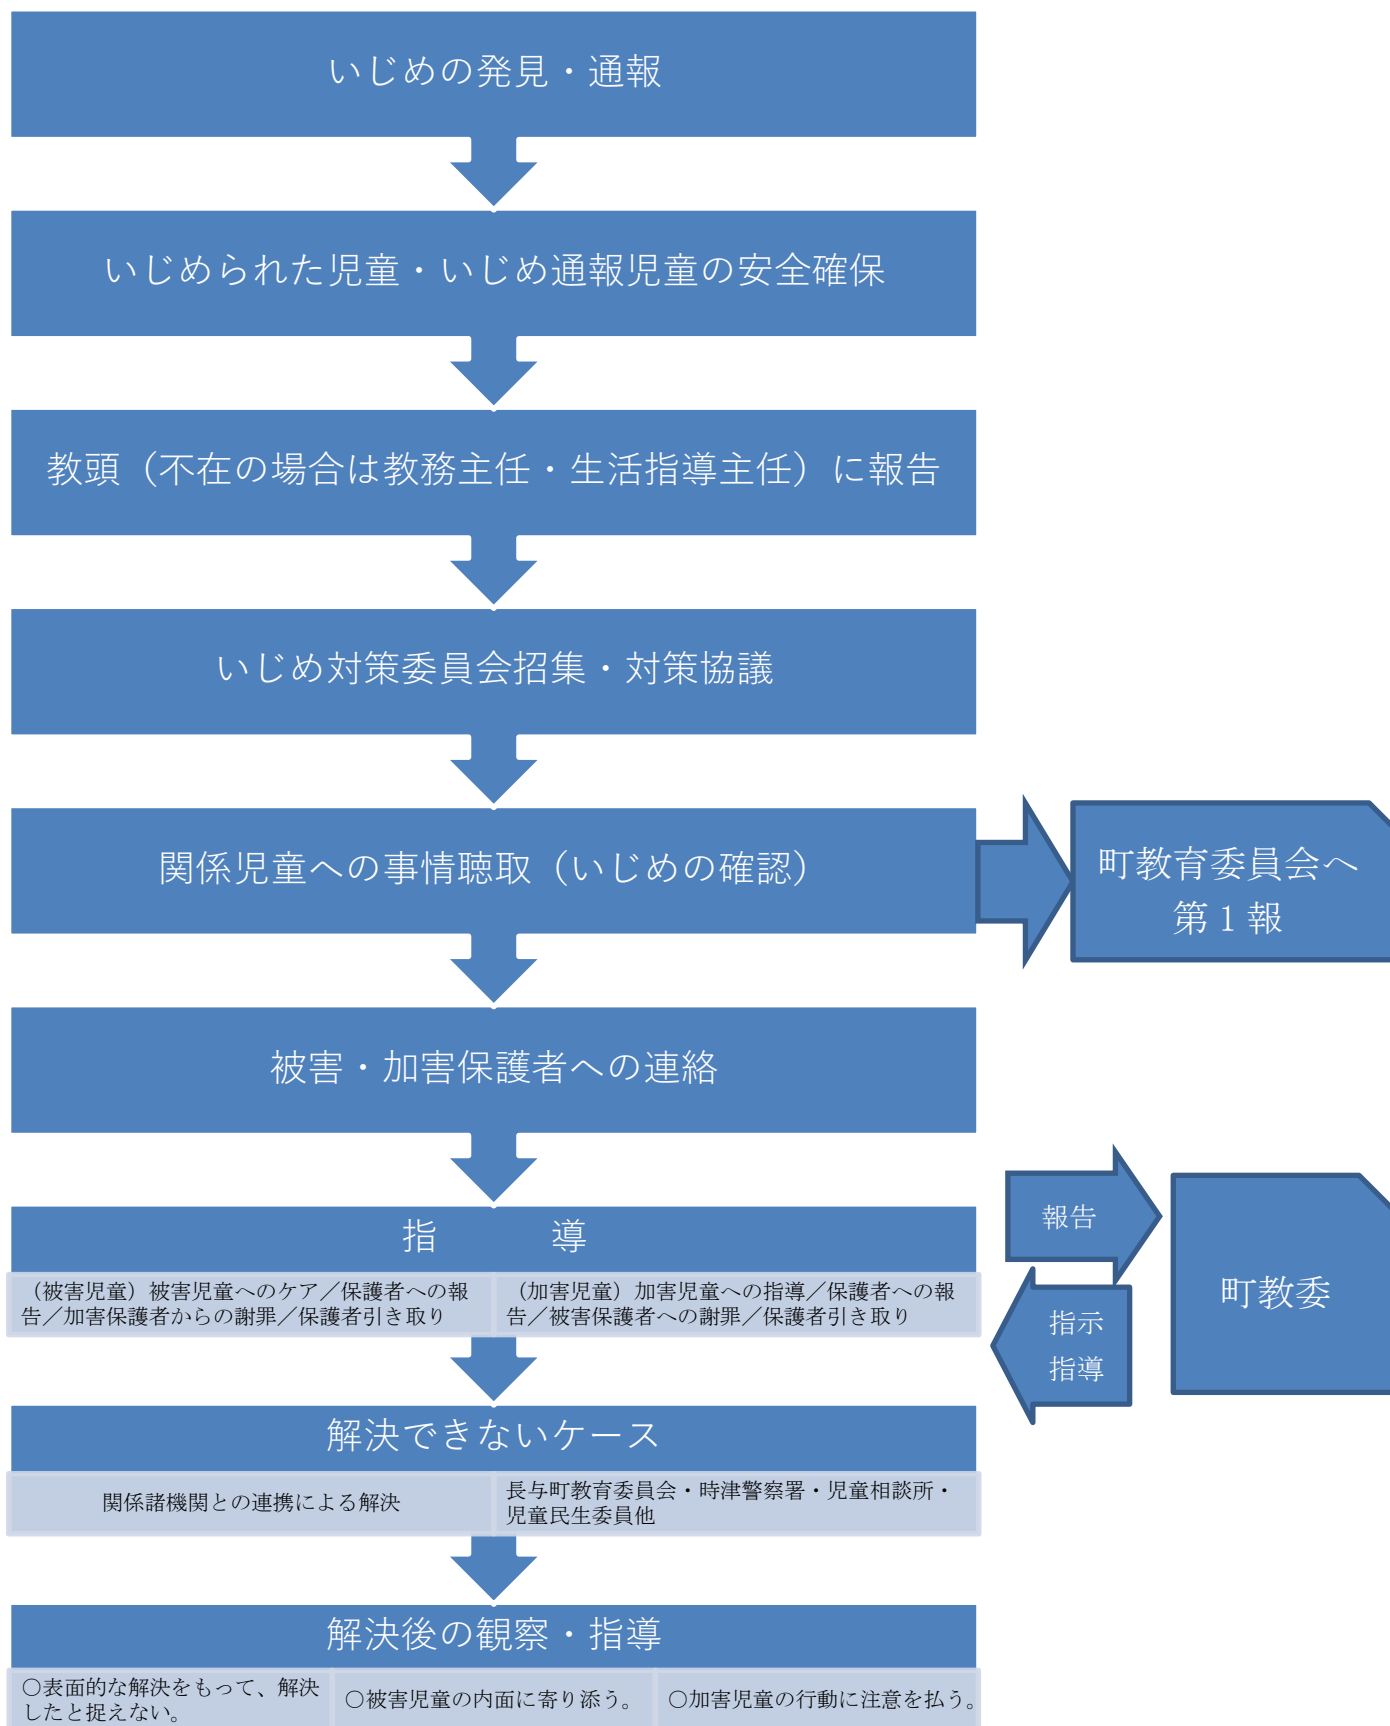 いじめの発見・通報
いじめられた児童・いじめ通報児童の安全確保
教頭（不在の場合は教務主任・生活指導主任）に報告
いじめ対策委員会招集・対策協議
関係児童への事情聴取（いじめの確認）
町教育委員会へ
第１報
被害・加害保護者への連絡
指　　　導
（被害児童）被害児童へのケア／保護者への報
告／加害保護者からの謝罪／保護者引き取り
（加害児童）加害児童への指導／保護者への報
告／被害保護者への謝罪／保護者引き取り
報告
指示
指導
町教委
解決できないケース
関係諸機関との連携による解決
長与町教育委員会・時津警察署・児童相談所・
児童民生委員他
解決後の観察・指導
○表面的な解決をもって、解決
したと捉えない。
○被害児童の内面に寄り添う。
○加害児童の行動に注意を払う。